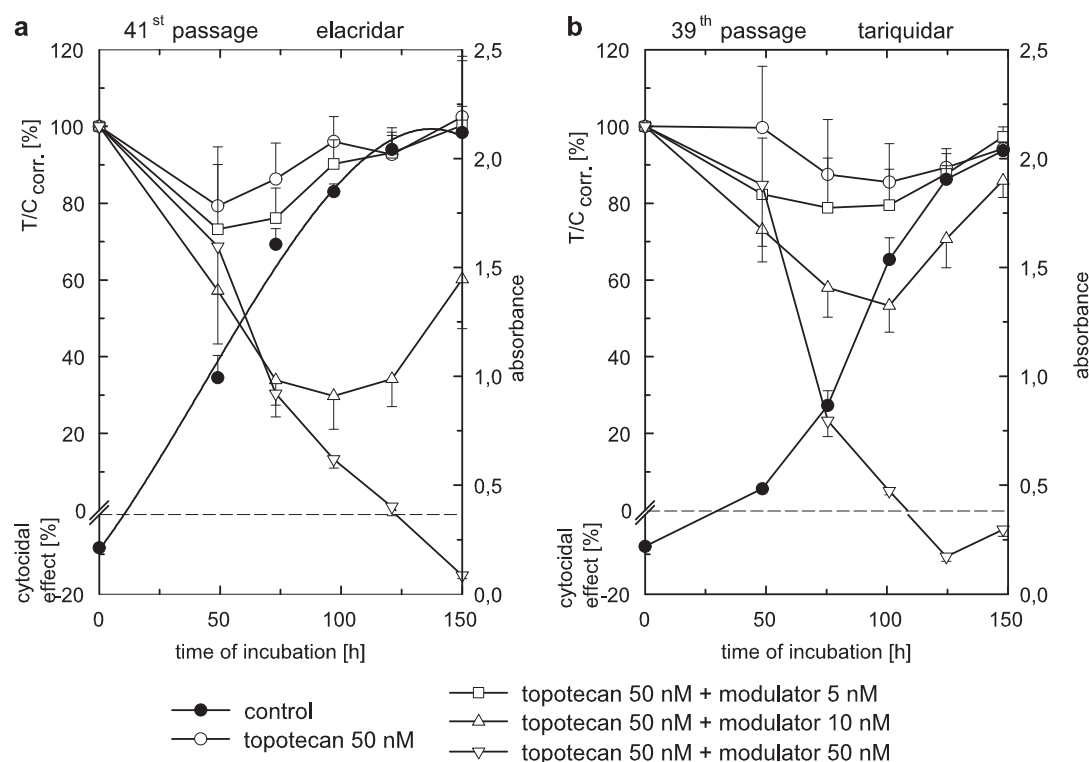 a 41st passage elacridar
120
100
80
60
40
20
0
-20
T/C corr. [%]
cytocidal
effect [%]
2,5
2,0
1,5
1,0
0,5
0,0
absorbance
0 50 100 150
time of incubation [h]
b 39th passage tariquidar
120
100
80
60
40
20
0
-20
T/C corr. [%]
cytocidal
effect [%]
2,5
2,0
1,5
1,0
0,5
0,0
absorbance
0 50 100 150
time of incubation [h]
control
topotecan 50 nM
topotecan 50 nM + modulator 5 nM
topotecan 50 nM + modulator 10 nM
topotecan 50 nM + modulator 50 nM